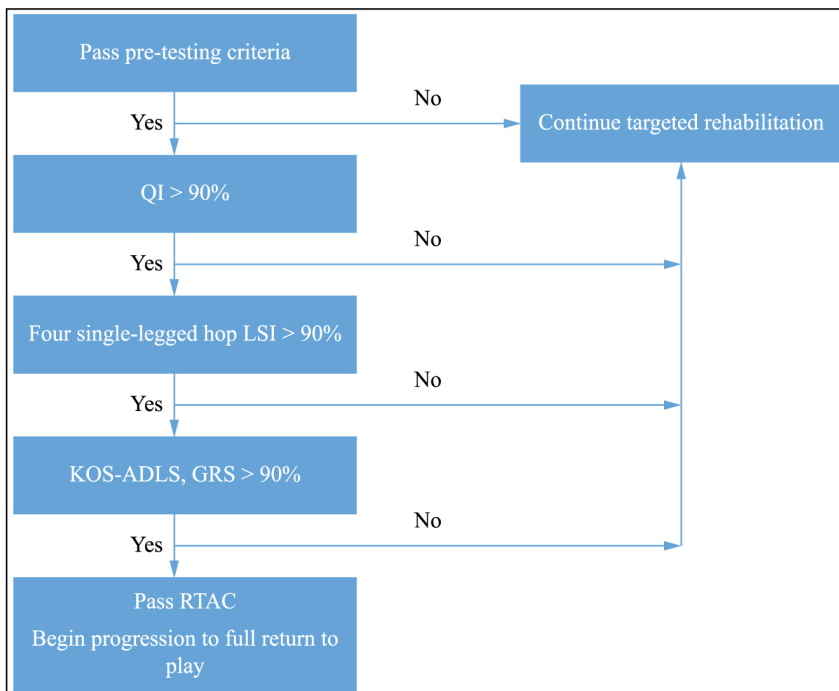 Pass pre-testing criteria
No
Continue targeted rehabilitation
Yes
QI > 90%
No
Yes
Four single-legged hop LSI > 90%
No
Yes
KOS-ADLS, GRS > 90%
No
Yes
Pass RTAC
Begin progression to full return to
play